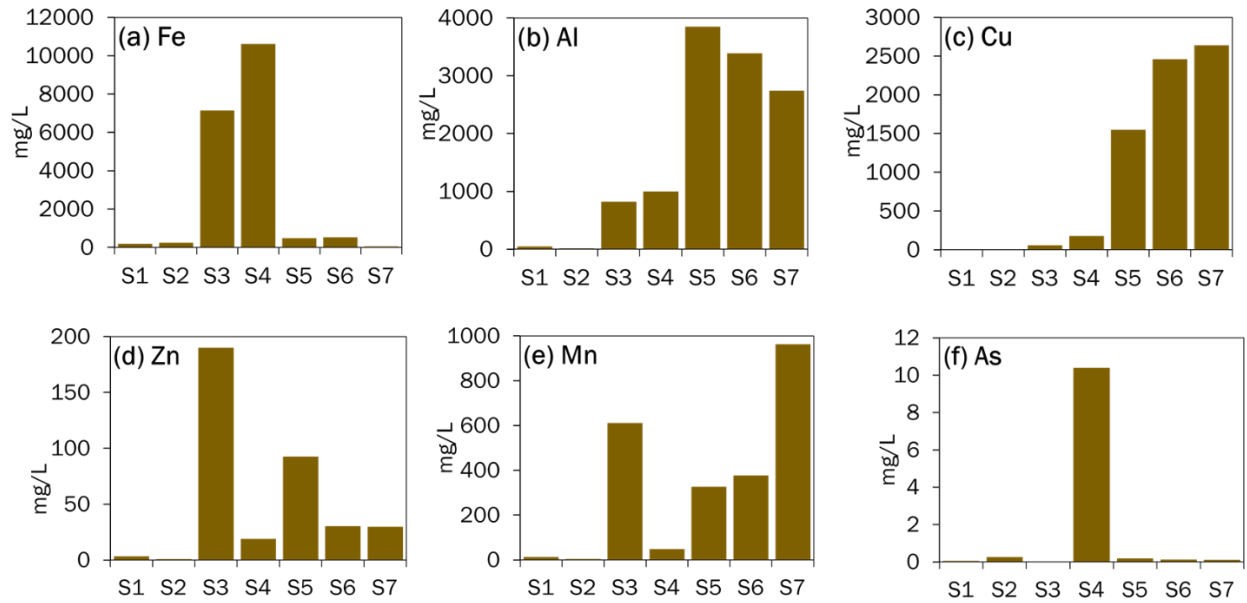 (a) Fe
mg/L
12000
10000
8000
6000
4000
2000
0
S1 S2 S3 S4 S5 S6 S7
(b) Al
mg/L
4000
3000
2000
1000
0
S1 S2 S3 S4 S5 S6 S7
(c) Cu
mg/L
3000
2500
2000
1500
1000
500
0
S1 S2 S3 S4 S5 S6 S7
(d) Zn
mg/L
200
150
100
50
0
S1 S2 S3 S4 S5 S6 S7
(e) Mn
mg/L
1000
800
600
400
200
0
S1 S2 S3 S4 S5 S6 S7
(f) As
mg/L
12
10
8
6
4
2
0
S1 S2 S3 S4 S5 S6 S7